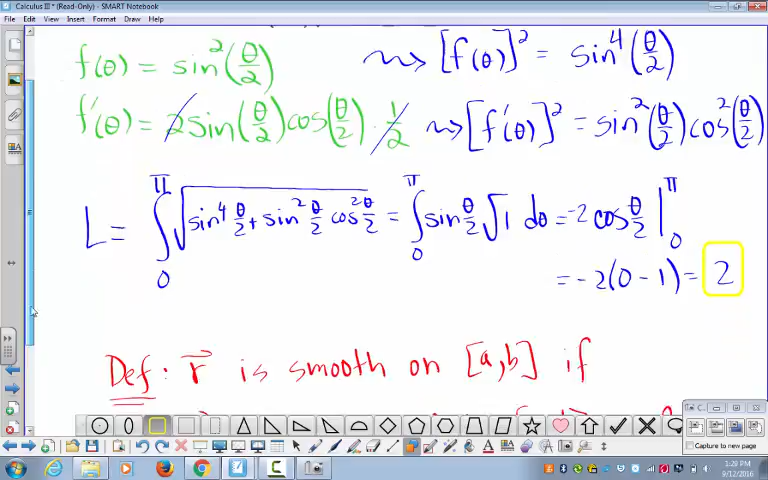 Calculus III * (Read-Only) - SMART Notebook
File Edit View Insert Format Tools Draw Help
f(θ) = sin²(θ/2) ⇝ [f(θ)]² = sin⁴(θ/2)
f'(θ) = 2sin(θ/2)cos(θ/2)·1/2 ⇝ [f'(θ)]² = sin²(θ/2)cos²(θ/2)
L = ∫₀^π √(sin⁴ θ/2 + sin² θ/2 cos² θ/2) = ∫₀^π sin θ/2 √1 dθ = -2cos θ/2 |₀^π
= -2(0 - 1) = 2
Def: r⃗ is smooth on [a,b] if
Capture to new page
1:29 PM
9/12/2016